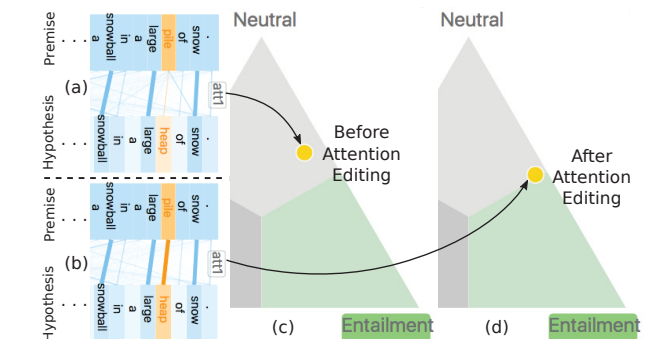 Premise
. . . a snowball in a large pile of snow .
(a)
att1
Hypothesis
. . . snowball in a large heap of snow .
Premise
. . . a snowball in a large pile of snow .
(b)
att1
Hypothesis
. . . snowball in a large heap of snow .
Neutral
Before
Attention
Editing
(c)
Entailment
Neutral
After
Attention
Editing
(d)
Entailment